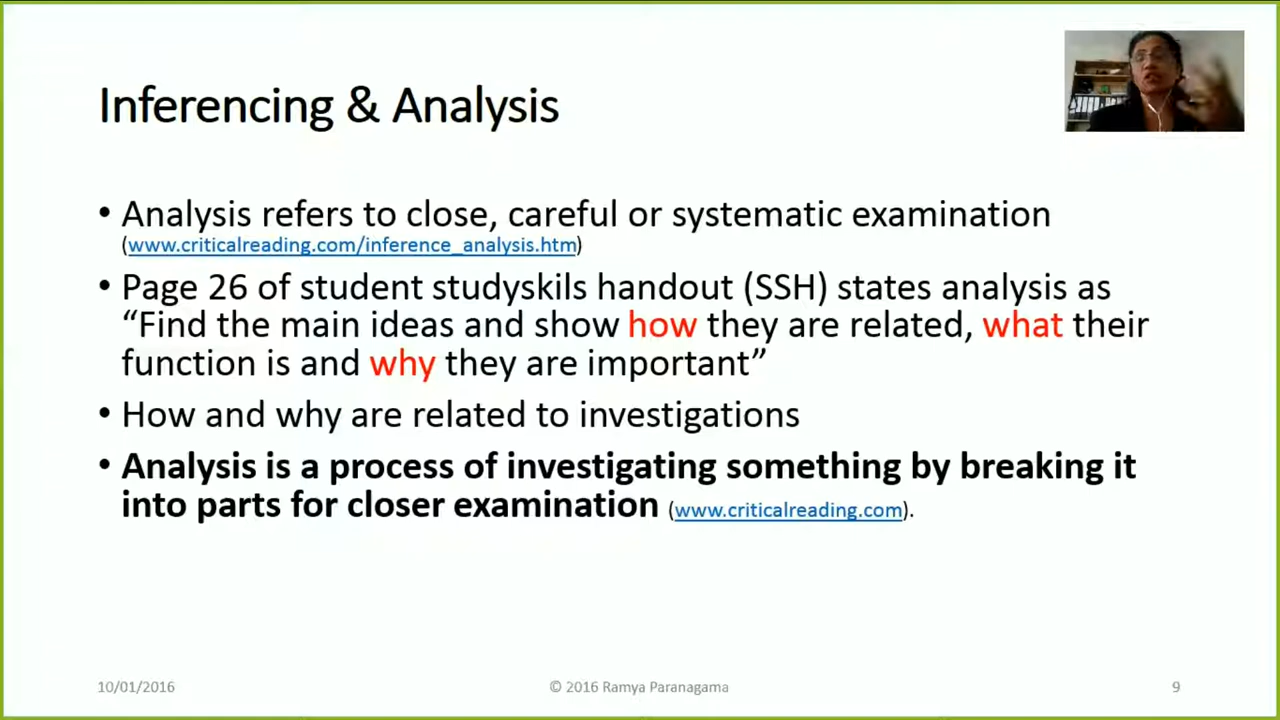 Inferencing & Analysis
• Analysis refers to close, careful or systematic examination
(www.criticalreading.com/inference_analysis.htm)
• Page 26 of student studyskils handout (SSH) states analysis as
“Find the main ideas and show how they are related, what their
function is and why they are important”
• How and why are related to investigations
• Analysis is a process of investigating something by breaking it
into parts for closer examination (www.criticalreading.com).
10/01/2016
© 2016 Ramya Paranagama
9